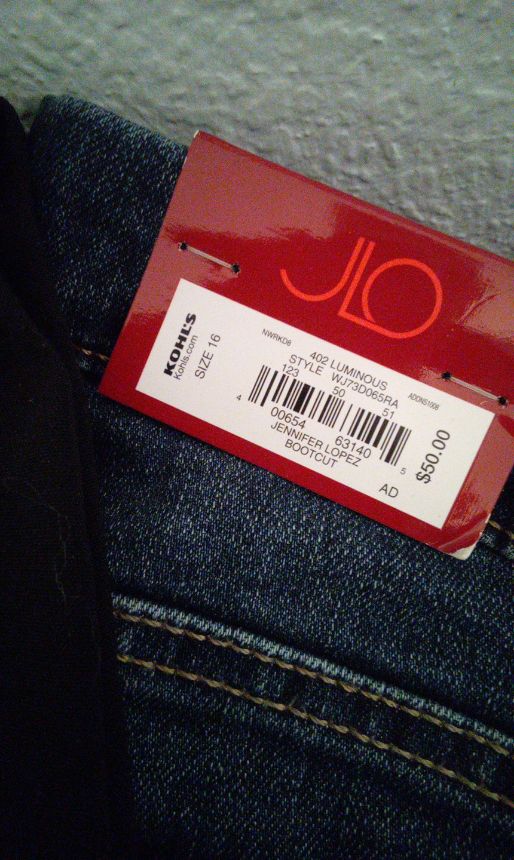 JLO
KOHL'S
Kohls.com
SIZE 16
NWRKD6
402 LUMINOUS
STYLE WJ73D065RA
ADDNS1006
123 50 51
4 00654 63140 5
JENNIFER LOPEZ
BOOTCUT
AD
$50.00